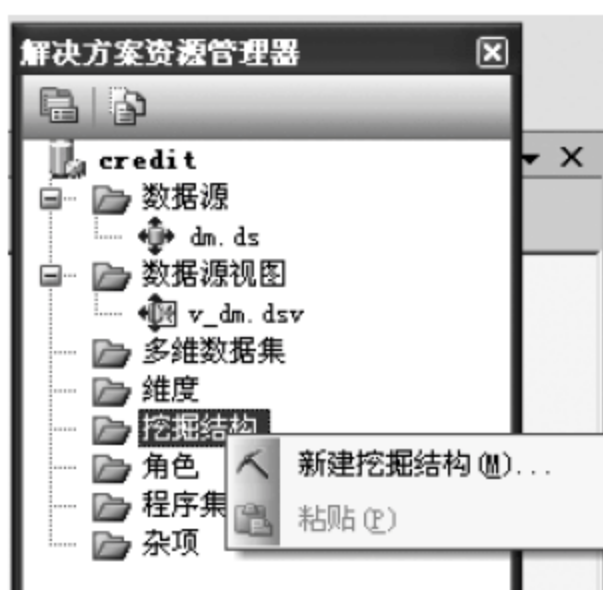 解决方案资源管理器
credit
数据源
dm.ds
数据源视图
v_dm.dsv
多维数据集
维度
挖掘结构
新建挖掘结构(M)...
角色
程序集
粘贴(P)
杂项